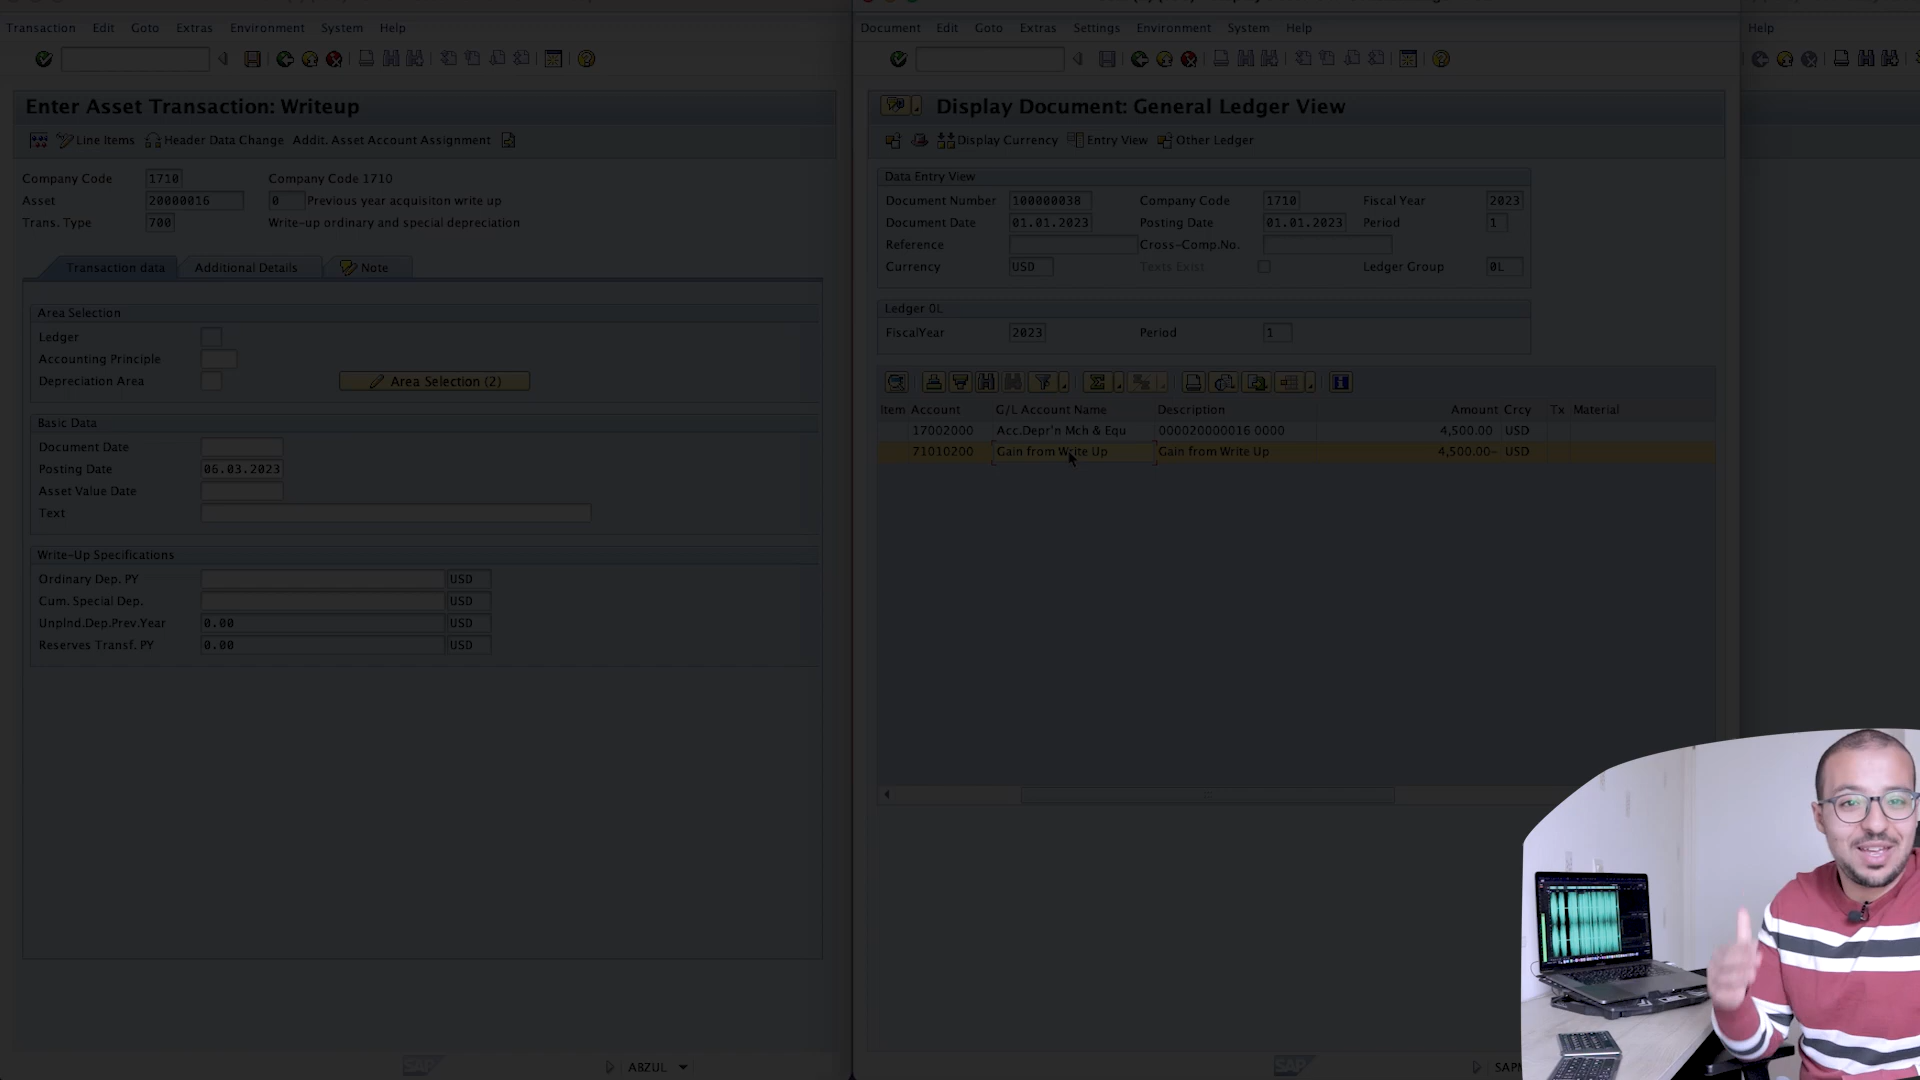 Transaction Edit Goto Extras Environment System Help
Enter Asset Transaction: Writeup
Line Items Header Data Change Addit. Asset Account Assignment
Company Code 1710 Company Code 1710
Asset 20000016 0 Previous year acquisiton write up
Trans. Type 700 Write-up ordinary and special depreciation
Transaction data Additional Details Note
Area Selection
Ledger
Accounting Principle
Depreciation Area Area Selection (2)
Basic Data
Document Date
Posting Date 06.03.2023
Asset Value Date
Text
Write-Up Specifications
Ordinary Dep. PY USD
Cum. Special Dep. USD
Unplnd.Dep.Prev.Year 0.00 USD
Reserves Transf. PY 0.00 USD
SAP ABZUL
Document Edit Goto Extras Settings Environment System Help
Display Document: General Ledger View
Display Currency Entry View Other Ledger
Data Entry View
Document Number 100000038 Company Code 1710 Fiscal Year 2023
Document Date 01.01.2023 Posting Date 01.01.2023 Period 1
Reference Cross-Comp.No.
Currency USD Texts Exist Ledger Group 0L
Ledger 0L
FiscalYear 2023 Period 1
Item Account G/L Account Name Description Amount Crcy Tx Material
17002000 Acc.Depr'n Mch & Equ 000020000016 0000 4,500.00 USD
71010200 Gain from Write Up Gain from Write Up 4,500.00- USD
SAP
Help